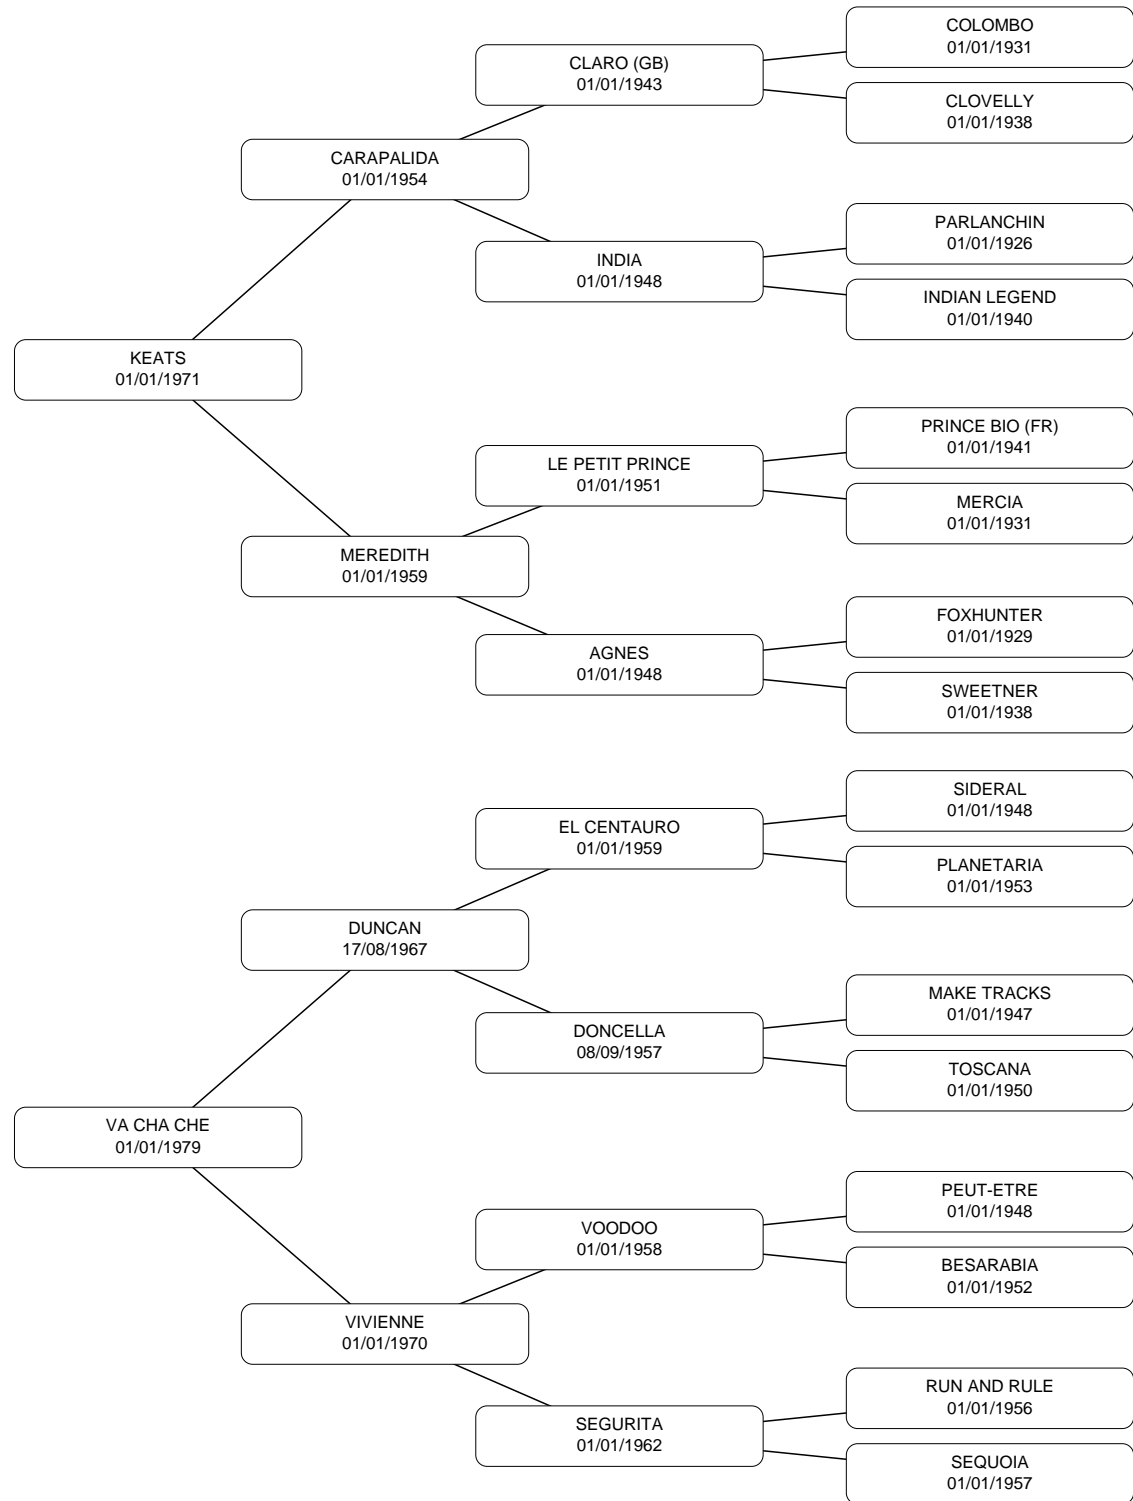 COLOMBO
01/01/1931
CLARO (GB)
01/01/1943
CLOVELLY
01/01/1938
CARAPALIDA
01/01/1954
PARLANCHIN
01/01/1926
INDIA
01/01/1948
INDIAN LEGEND
01/01/1940
KEATS
01/01/1971
PRINCE BIO (FR)
01/01/1941
LE PETIT PRINCE
01/01/1951
MERCIA
01/01/1931
MEREDITH
01/01/1959
FOXHUNTER
01/01/1929
AGNES
01/01/1948
SWEETNER
01/01/1938
SIDERAL
01/01/1948
EL CENTAURO
01/01/1959
PLANETARIA
01/01/1953
DUNCAN
17/08/1967
MAKE TRACKS
01/01/1947
DONCELLA
08/09/1957
TOSCANA
01/01/1950
VA CHA CHE
01/01/1979
PEUT-ETRE
01/01/1948
VOODOO
01/01/1958
BESARABIA
01/01/1952
VIVIENNE
01/01/1970
RUN AND RULE
01/01/1956
SEGURITA
01/01/1962
SEQUOIA
01/01/1957